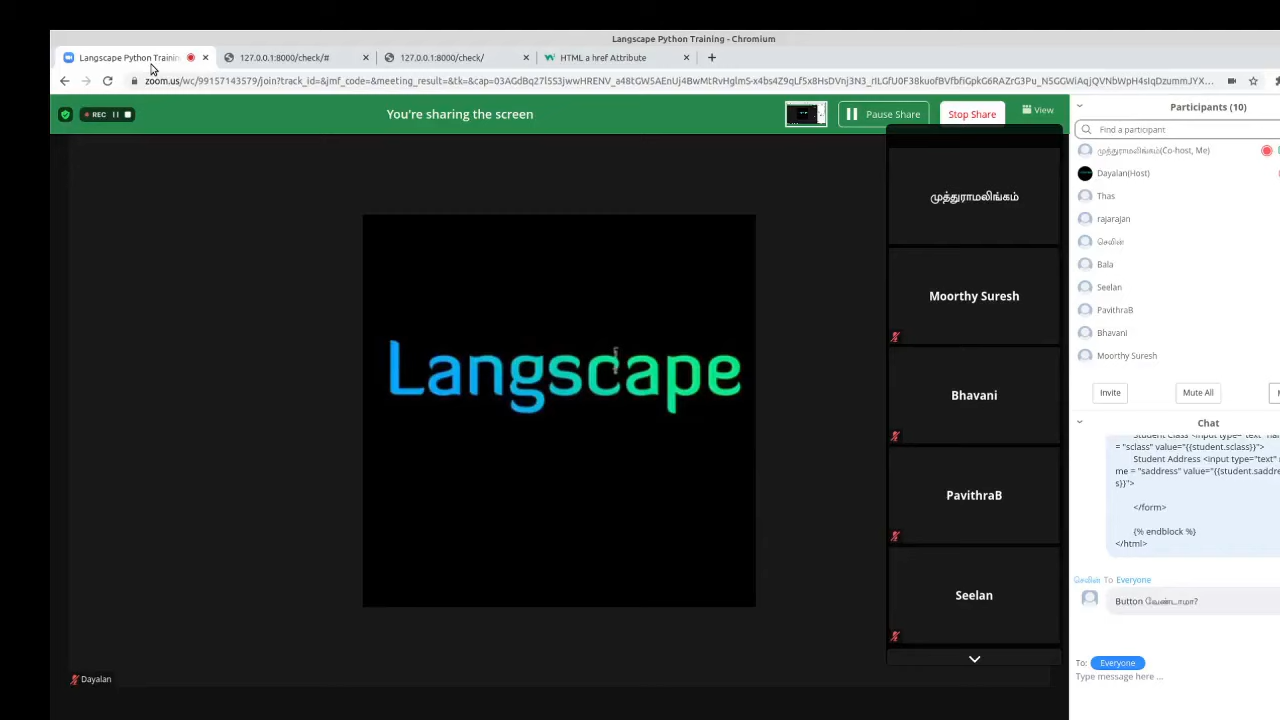 Langscape Python Training - Chromium
Langscape Python Trainin
127.0.0.1:8000/check/#
127.0.0.1:8000/check/
HTML a href Attribute
You're sharing the screen
REC
Pause Share
Stop Share
View
முத்துராமலிங்கம்
Moorthy Suresh
Bhavani
PavithraB
Seelan
Langscape
Dayalan
Participants (10)
Find a participant
முத்துராமலிங்கம்(Co-host, Me)
Dayalan(Host)
Thas
rajarajan
செலின்
Bala
Seelan
PavithraB
Bhavani
Moorthy Suresh
Invite
Mute All
Chat
= "sclass" value="{{student.sclass}}">
Student Address <input type="text"
me = "saddress" value="{{student.saddre
s}}">
</form>
{% endblock %}
</html>
செலின் To Everyone
Button வேண்டாமா?
To: Everyone
Type message here ...